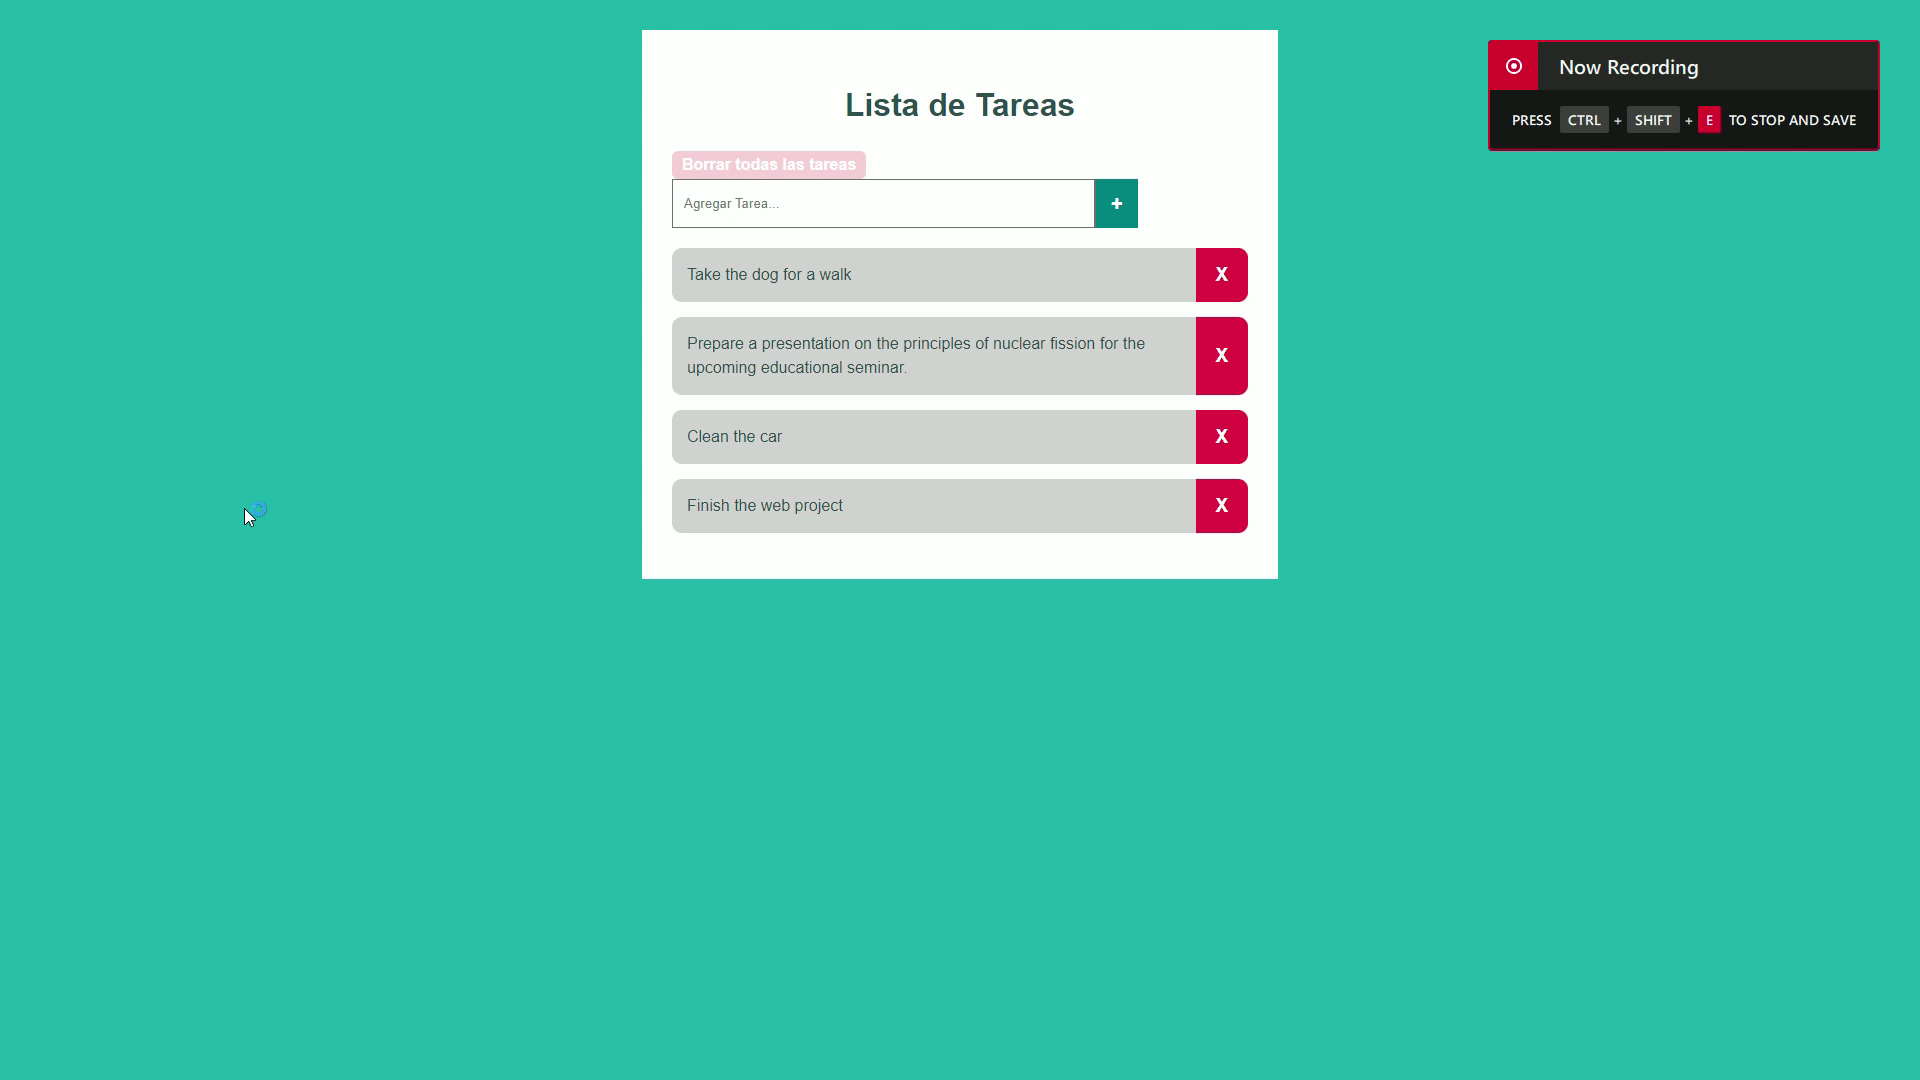 Lista de Tareas
Borrar todas las tareas
Agregar Tarea...
+
Take the dog for a walk
X
Prepare a presentation on the principles of nuclear fission for the
upcoming educational seminar.
X
Clean the car
X
Finish the web project
X
Now Recording
PRESS CTRL + SHIFT + E TO STOP AND SAVE